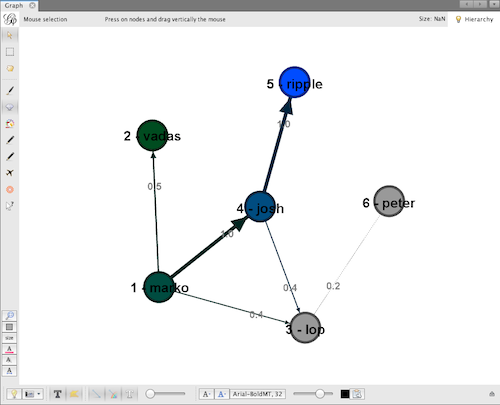 Graph
Mouse selection
Press on nodes and drag vertically the mouse
Size: NaN
Hierarchy
5 - ripple
1.0
2 - vadas
0.5
4 - josh
6 - peter
1.0
1 - marko
0.4
0.2
0.4
3 - lop
size
A
A
A
T
A-
A-
Arial-BoldMT, 32